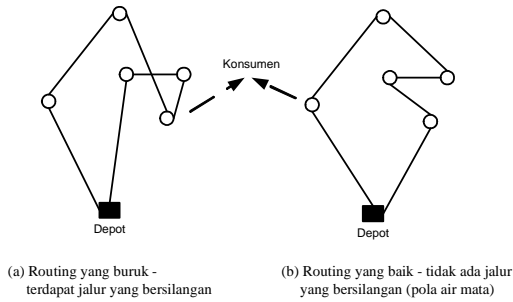 Konsumen
Depot
Depot
(a) Routing yang buruk -
terdapat jalur yang bersilangan
(b) Routing yang baik - tidak ada jalur
yang bersilangan (pola air mata)